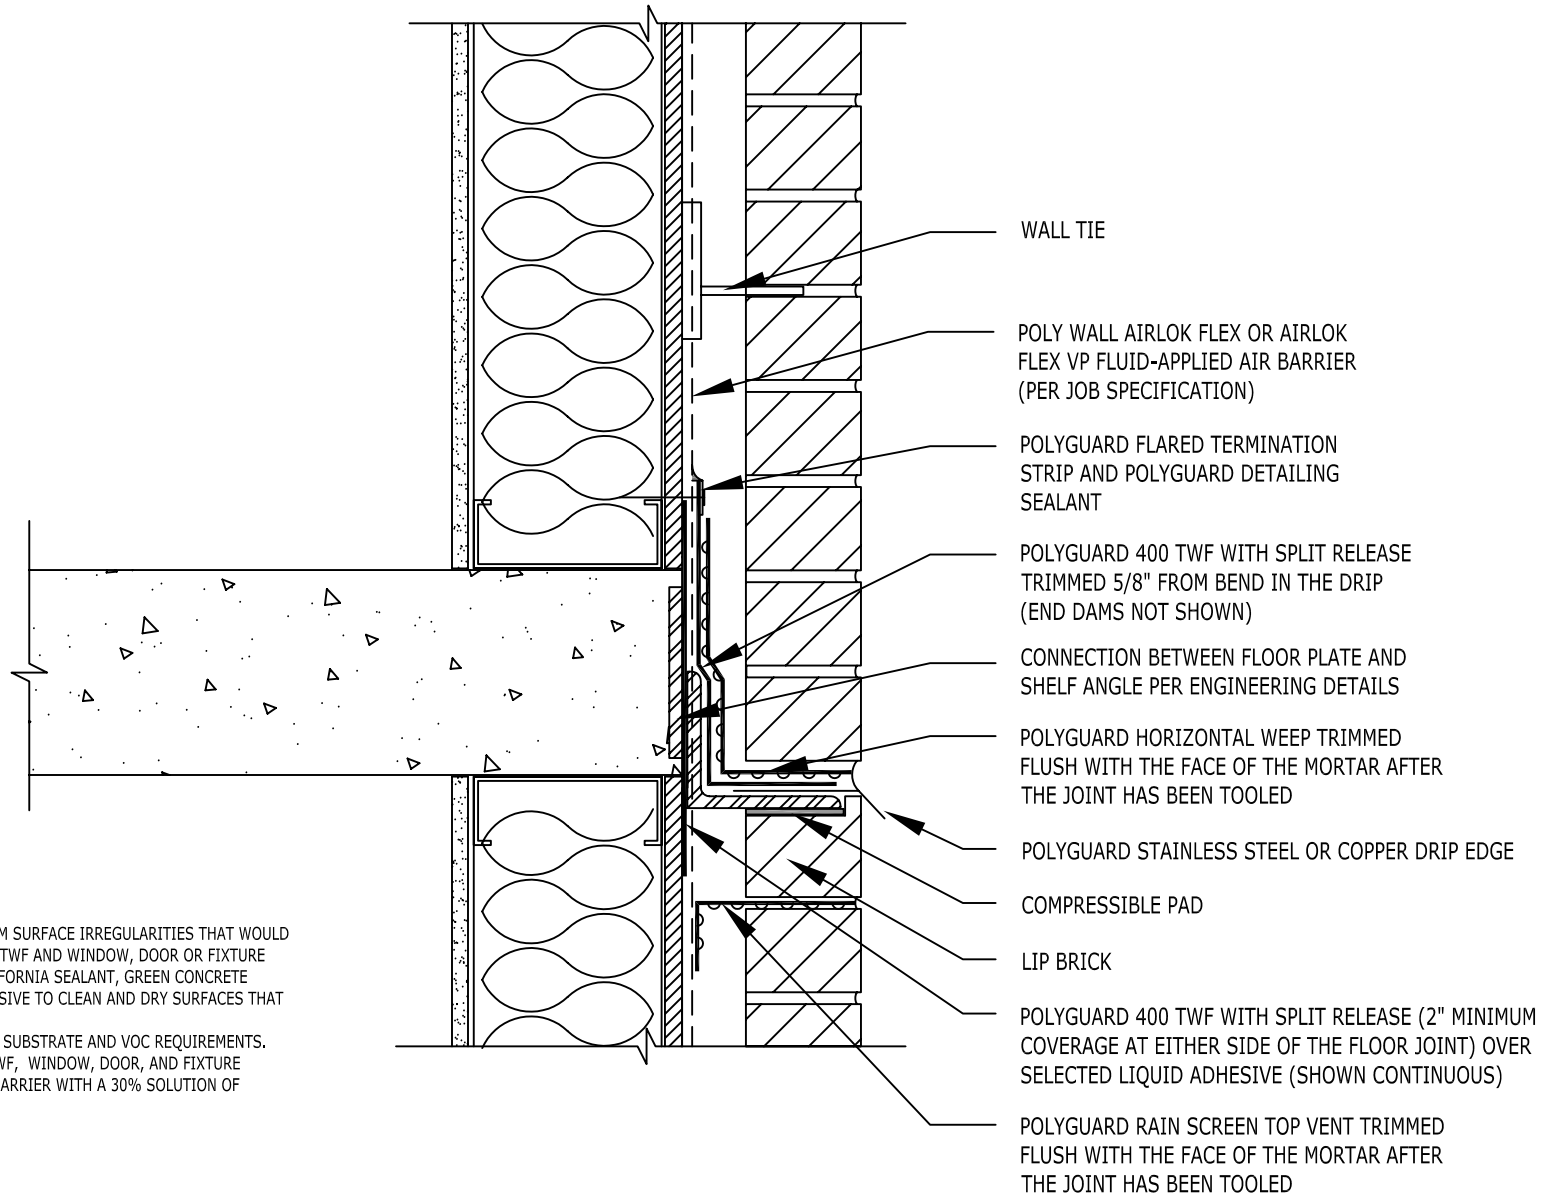 WALL TIE
POLY WALL AIRLOK FLEX OR AIRLOK
FLEX VP FLUID-APPLIED AIR BARRIER
(PER JOB SPECIFICATION)
POLYGUARD FLARED TERMINATION
STRIP AND POLYGUARD DETAILING
SEALANT
POLYGUARD 400 TWF WITH SPLIT RELEASE
TRIMMED 5/8" FROM BEND IN THE DRIP
(END DAMS NOT SHOWN)
CONNECTION BETWEEN FLOOR PLATE AND
SHELF ANGLE PER ENGINEERING DETAILS
POLYGUARD HORIZONTAL WEEP TRIMMED
FLUSH WITH THE FACE OF THE MORTAR AFTER
THE JOINT HAS BEEN TOOLED
POLYGUARD STAINLESS STEEL OR COPPER DRIP EDGE
COMPRESSIBLE PAD
LIP BRICK
POLYGUARD 400 TWF WITH SPLIT RELEASE (2" MINIMUM
COVERAGE AT EITHER SIDE OF THE FLOOR JOINT) OVER
SELECTED LIQUID ADHESIVE (SHOWN CONTINUOUS)
POLYGUARD RAIN SCREEN TOP VENT TRIMMED
FLUSH WITH THE FACE OF THE MORTAR AFTER
THE JOINT HAS BEEN TOOLED
M SURFACE IRREGULARITIES THAT WOULD
TWF AND WINDOW, DOOR OR FIXTURE
FORNIA SEALANT, GREEN CONCRETE
SIVE TO CLEAN AND DRY SURFACES THAT
SUBSTRATE AND VOC REQUIREMENTS.
WF, WINDOW, DOOR, AND FIXTURE
ARRIER WITH A 30% SOLUTION OF